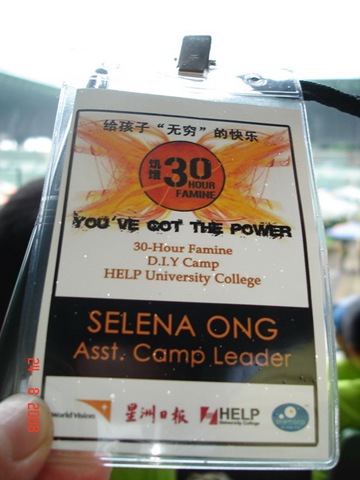 给孩子“无穷”的快乐
饥馑 30
HOUR
FAMINE
YOU'VE GOT THE POWER
30-Hour Famine
D.I.Y Camp
HELP University College
SELENA ONG
Asst. Camp Leader
World Vision 星洲日报 HELP
University College
24 8 2008